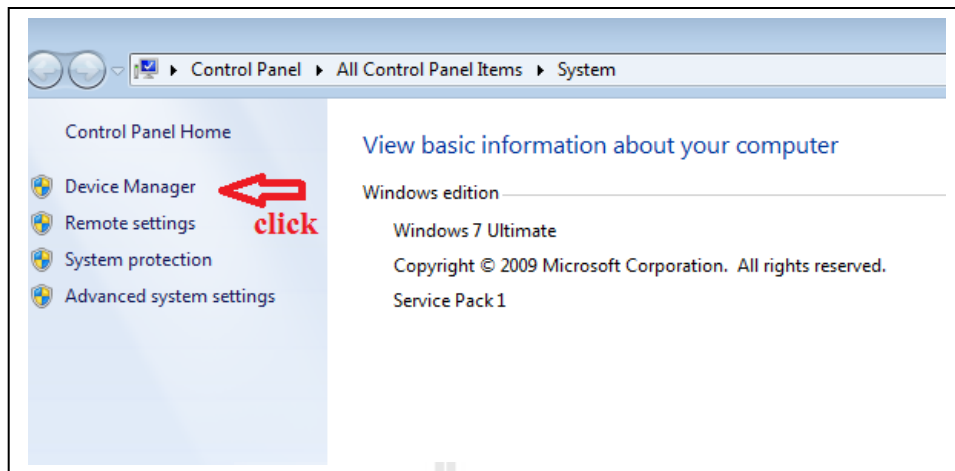 Control Panel ▸ All Control Panel Items ▸ System
Control Panel Home
Device Manager
click
Remote settings
System protection
Advanced system settings
View basic information about your computer
Windows edition
Windows 7 Ultimate
Copyright © 2009 Microsoft Corporation. All rights reserved.
Service Pack 1